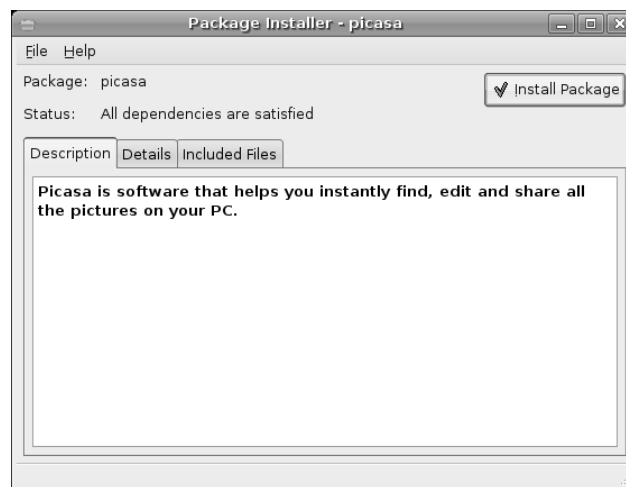 Package Installer - picasa
File Help
Package: picasa
Install Package
Status: All dependencies are satisfied
Description Details Included Files
Picasa is software that helps you instantly find, edit and share all
the pictures on your PC.